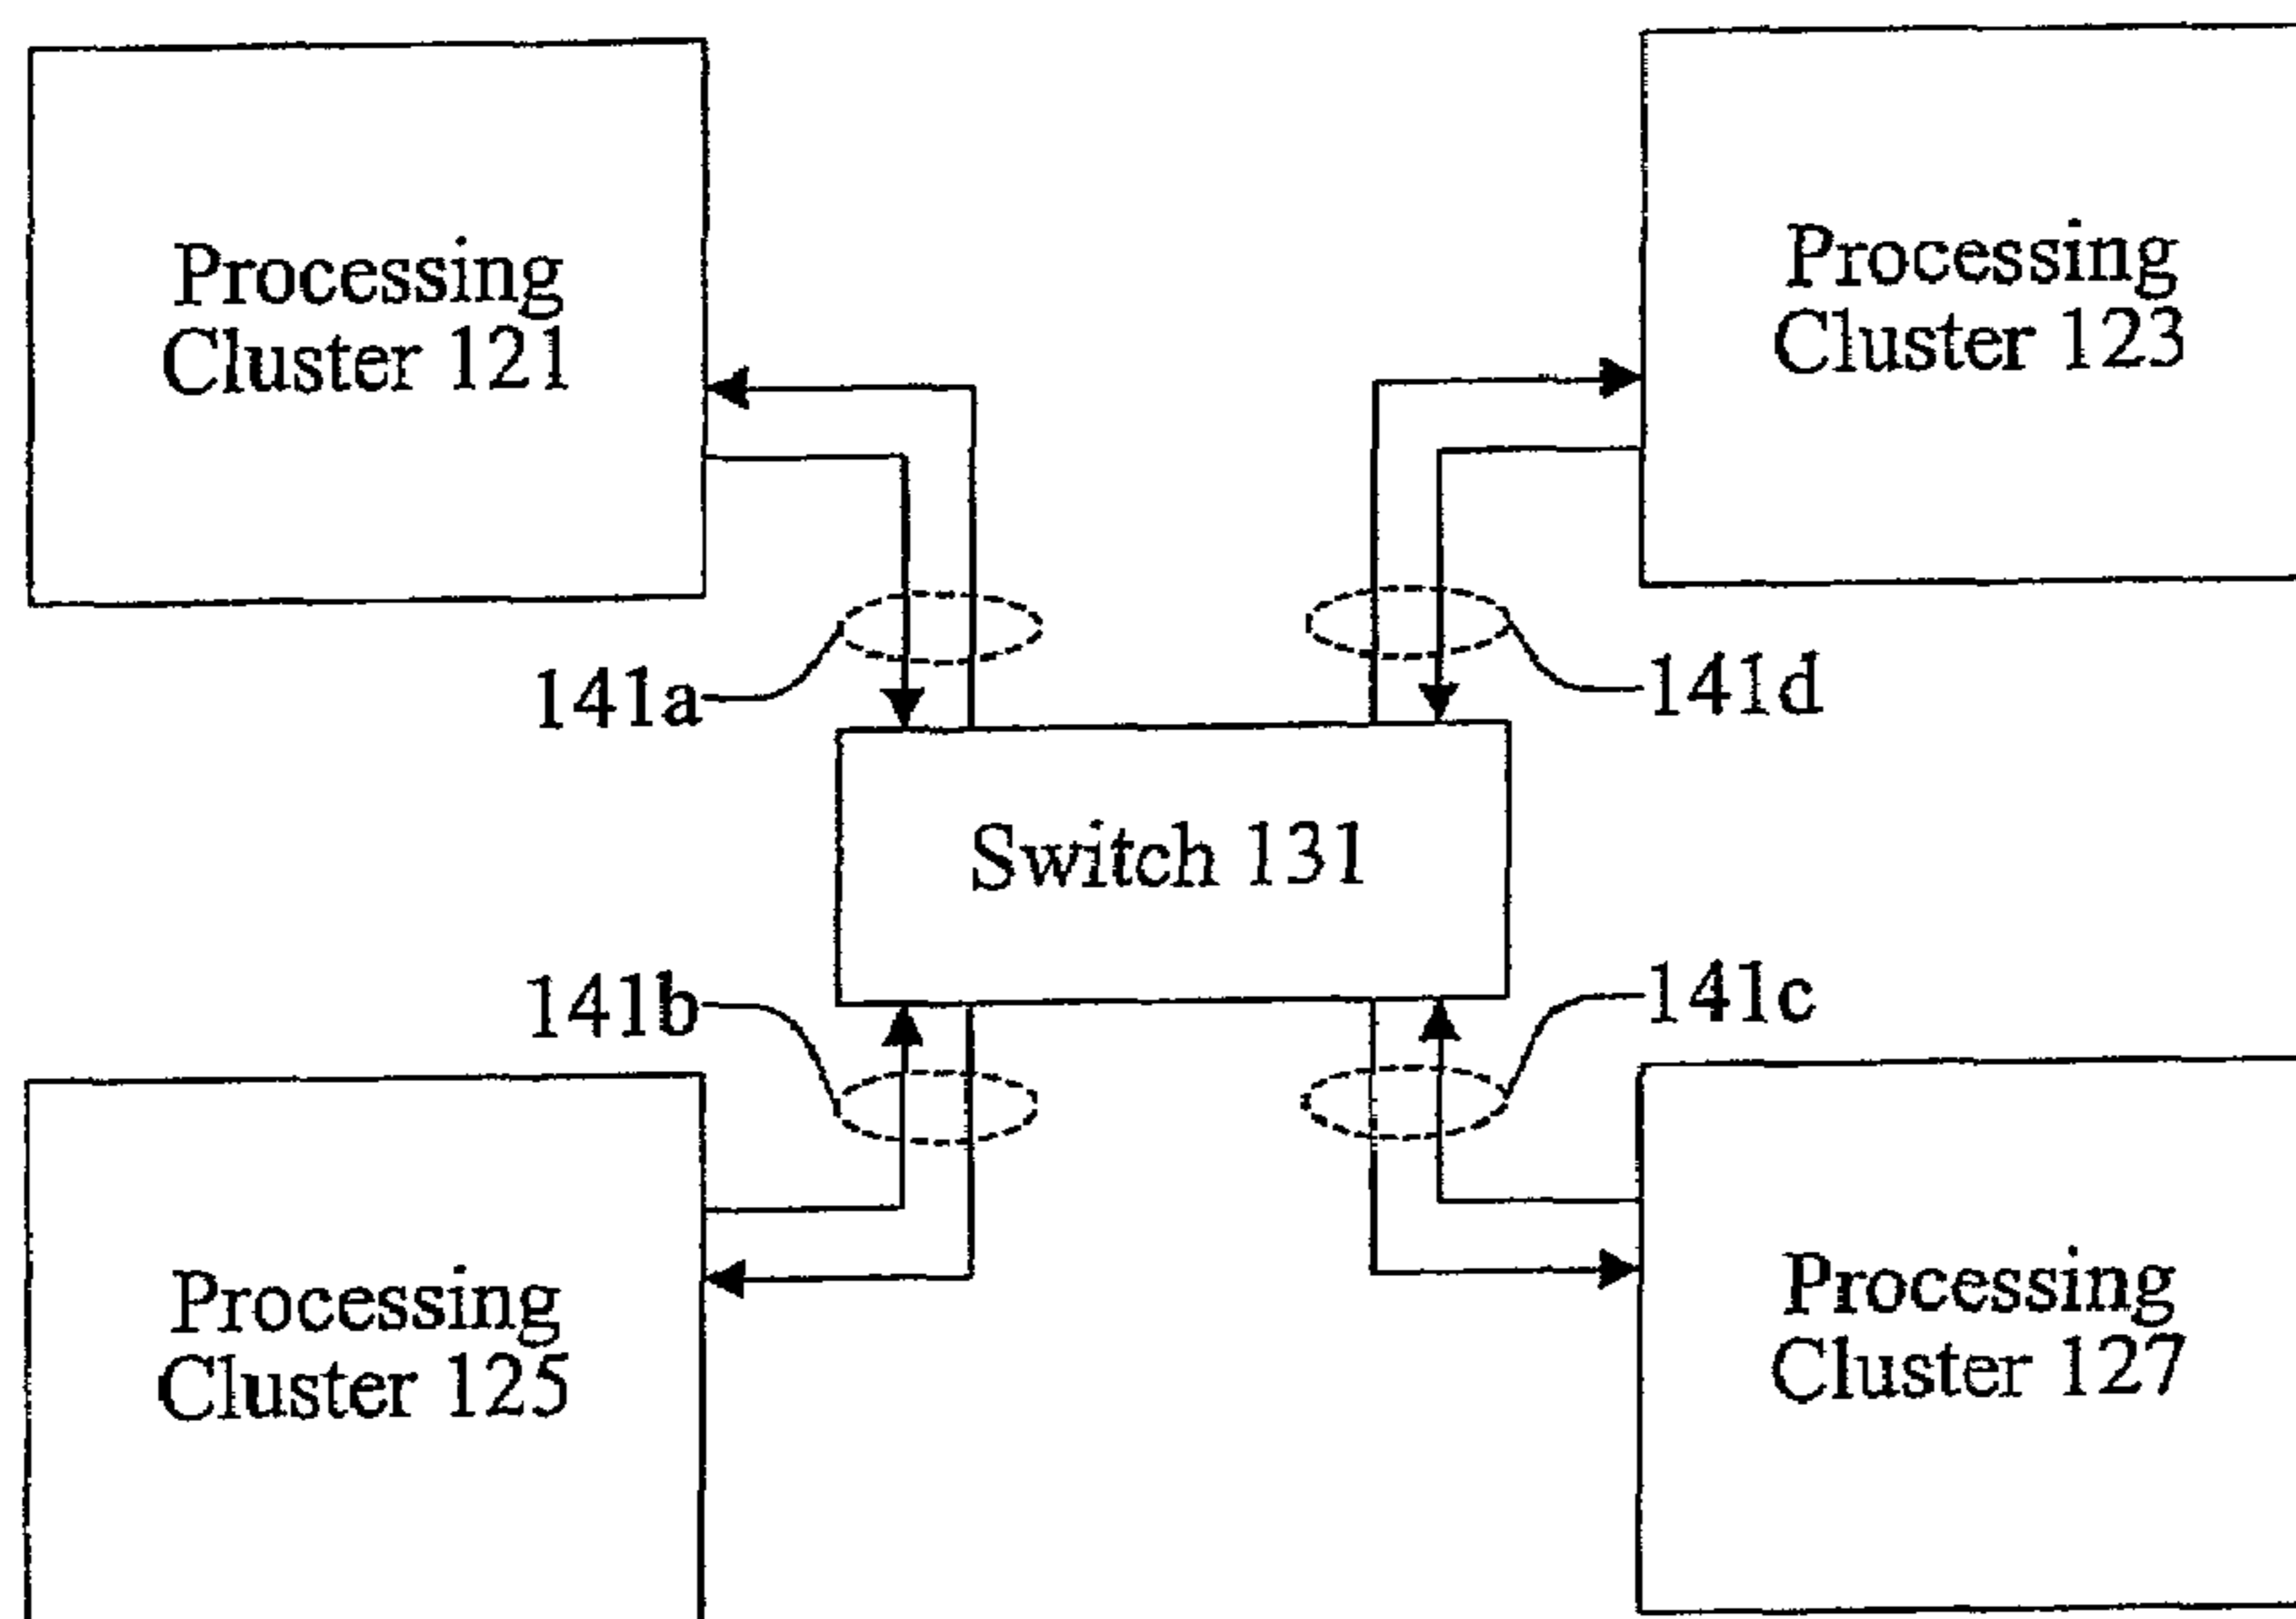 Processing
Cluster 121
Processing
Cluster 123
141a
141d
Switch 131
141b
141c
Processing
Cluster 125
Processing
Cluster 127